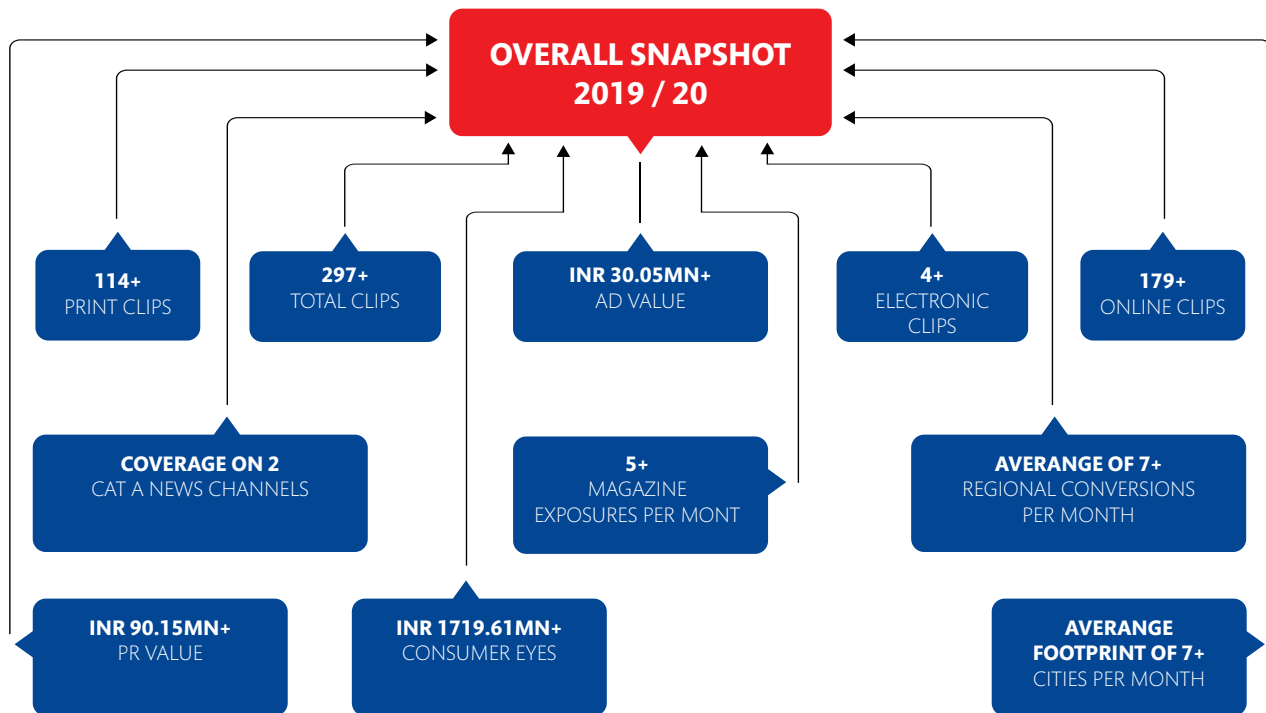 OVERALL SNAPSHOT
2019 / 20
114+
PRINT CLIPS
297+
TOTAL CLIPS
INR 30.05MN+
AD VALUE
4+
ELECTRONIC
CLIPS
179+
ONLINE CLIPS
COVERAGE ON 2
CAT A NEWS CHANNELS
5+
MAGAZINE
EXPOSURES PER MONT
AVERANGE OF 7+
REGIONAL CONVERSIONS
PER MONTH
INR 90.15MN+
PR VALUE
INR 1719.61MN+
CONSUMER EYES
AVERANGE
FOOTPRINT OF 7+
CITIES PER MONTH